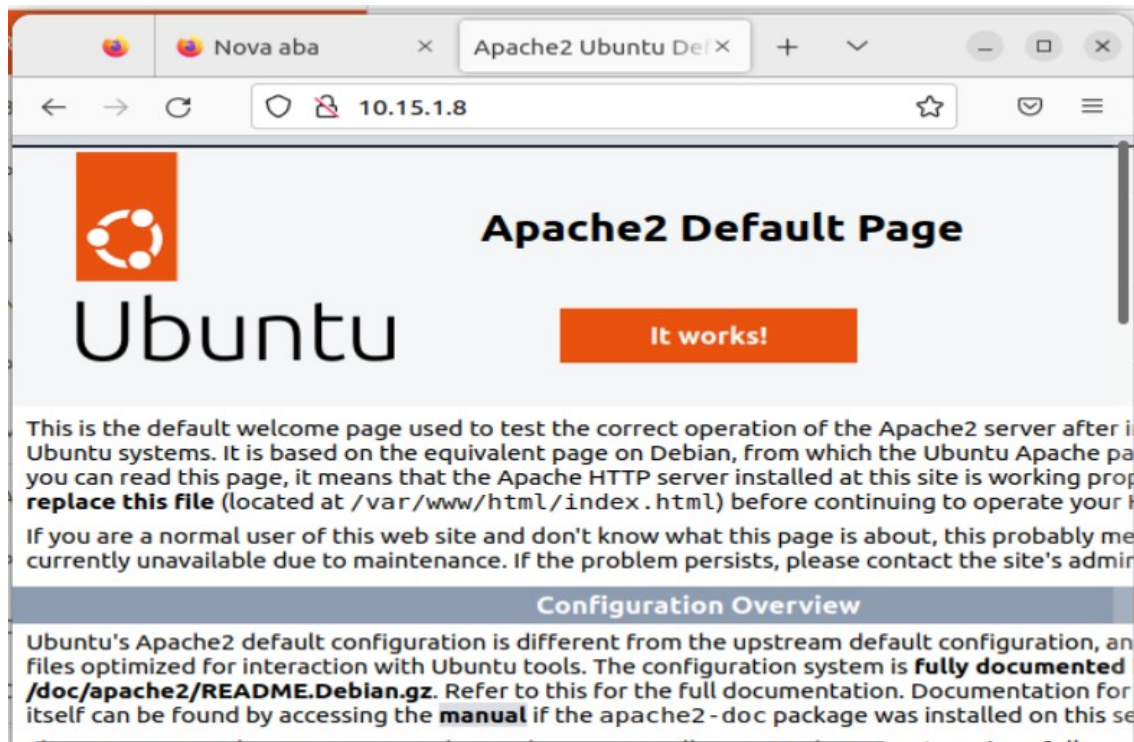 Nova aba
Apache2 Ubuntu De
10.15.1.8
Apache2 Default Page
Ubuntu
It works!
This is the default welcome page used to test the correct operation of the Apache2 server after
Ubuntu systems. It is based on the equivalent page on Debian, from which the Ubuntu Apache pa
you can read this page, it means that the Apache HTTP server installed at this site is working prop
replace this file (located at /var/www/html/index.html) before continuing to operate your
If you are a normal user of this web site and don't know what this page is about, this probably me
currently unavailable due to maintenance. If the problem persists, please contact the site's admin
Configuration Overview
Ubuntu's Apache2 default configuration is different from the upstream default configuration, an
files optimized for interaction with Ubuntu tools. The configuration system is fully documented
/doc/apache2/README.Debian.gz. Refer to this for the full documentation. Documentation for
itself can be found by accessing the manual if the apache2-doc package was installed on this se